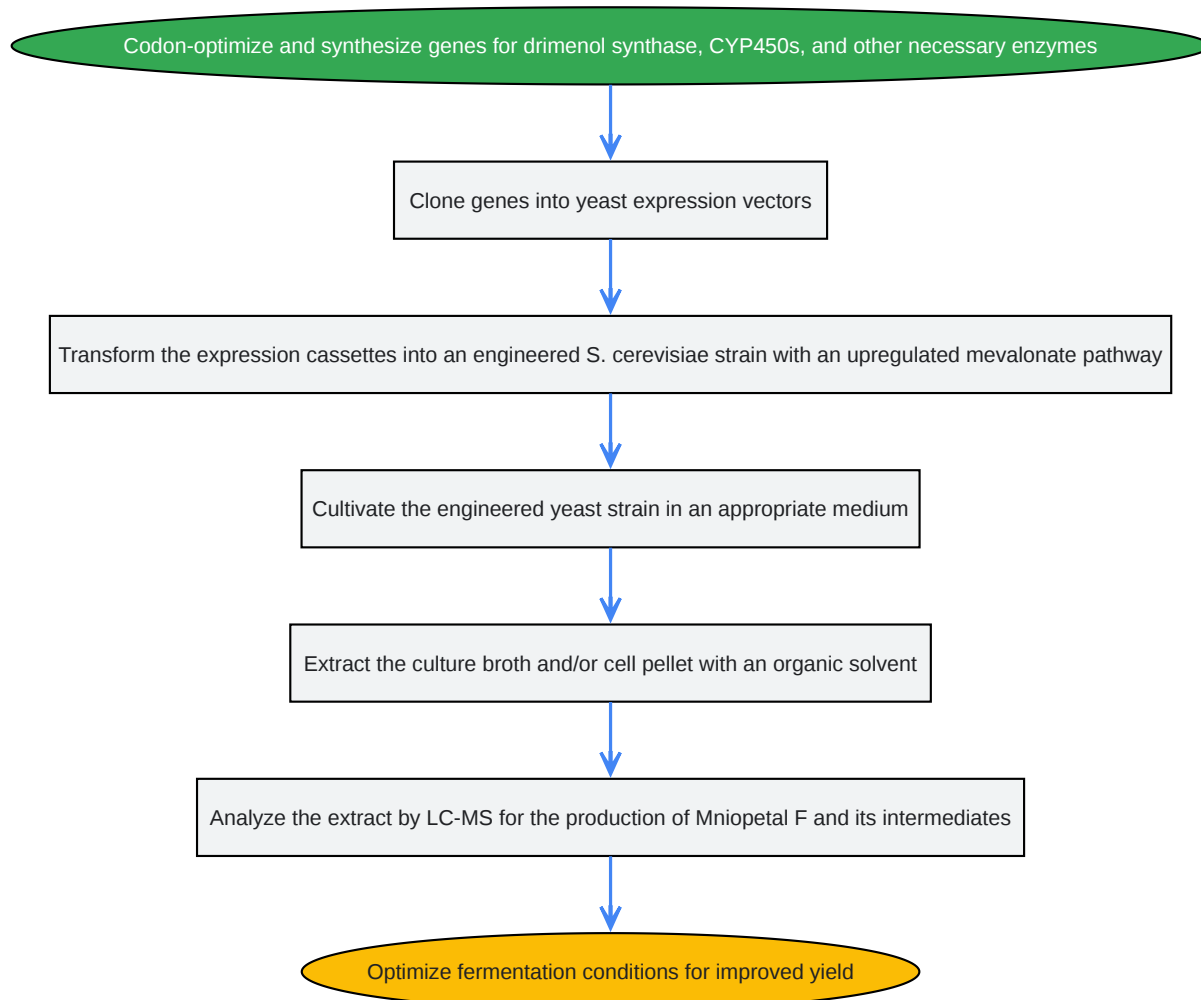 Codon-optimize and synthesize genes for drimenol synthase, CYP450s, and other necessary enzymes
Clone genes into yeast expression vectors
Transform the expression cassettes into an engineered S. cerevisiae strain with an upregulated mevalonate pathway
Cultivate the engineered yeast strain in an appropriate medium
Extract the culture broth and/or cell pellet with an organic solvent
Analyze the extract by LC-MS for the production of Mniopetal F and its intermediates
Optimize fermentation conditions for improved yield